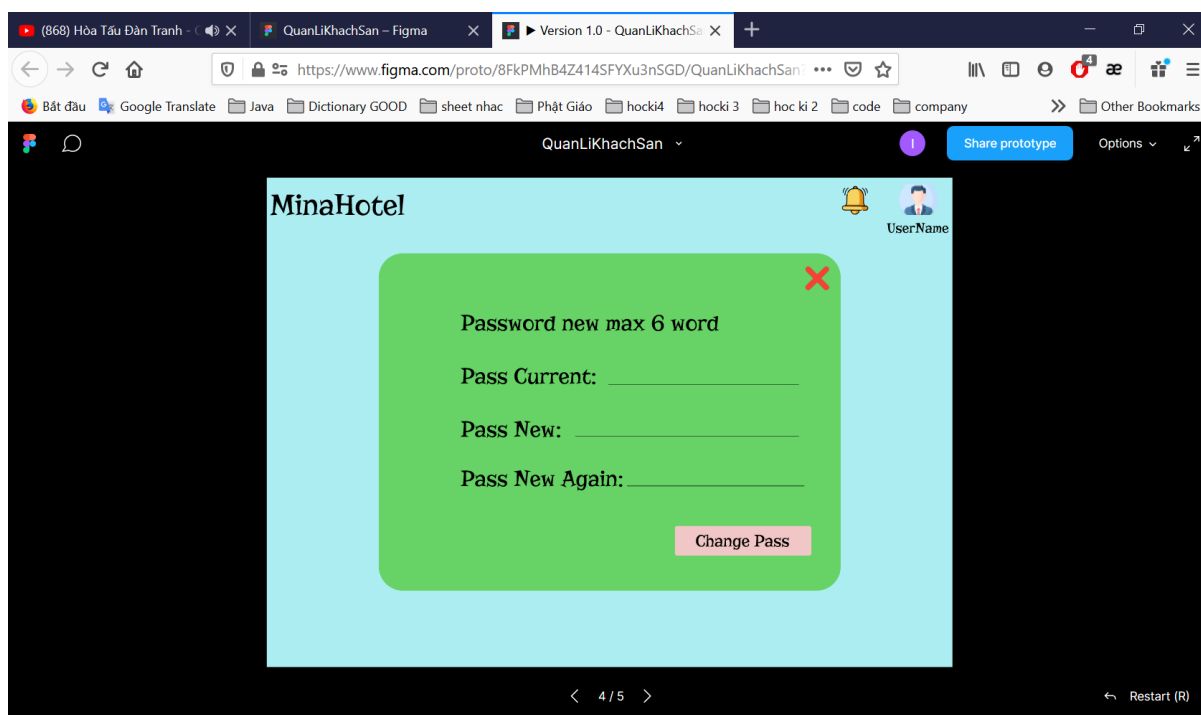 (868) Hòa Tấu Đàn Tranh -
QuanLiKhachSan – Figma
Version 1.0 - QuanLiKhachSa
https://www.figma.com/proto/8FkPMhB4Z414SFYXu3nSGD/QuanLiKhachSan?
4
æ
Bắt đầu Google Translate Java Dictionary GOOD sheet nhac Phật Giáo hocki4 hocki 3 hoc ki 2 code company Other Bookmarks
QuanLiKhachSan
I
Share prototype
Options
MinaHotel
UserName
Password new max 6 word
Pass Current:
Pass New:
Pass New Again:
Change Pass
4 / 5
Restart (R)